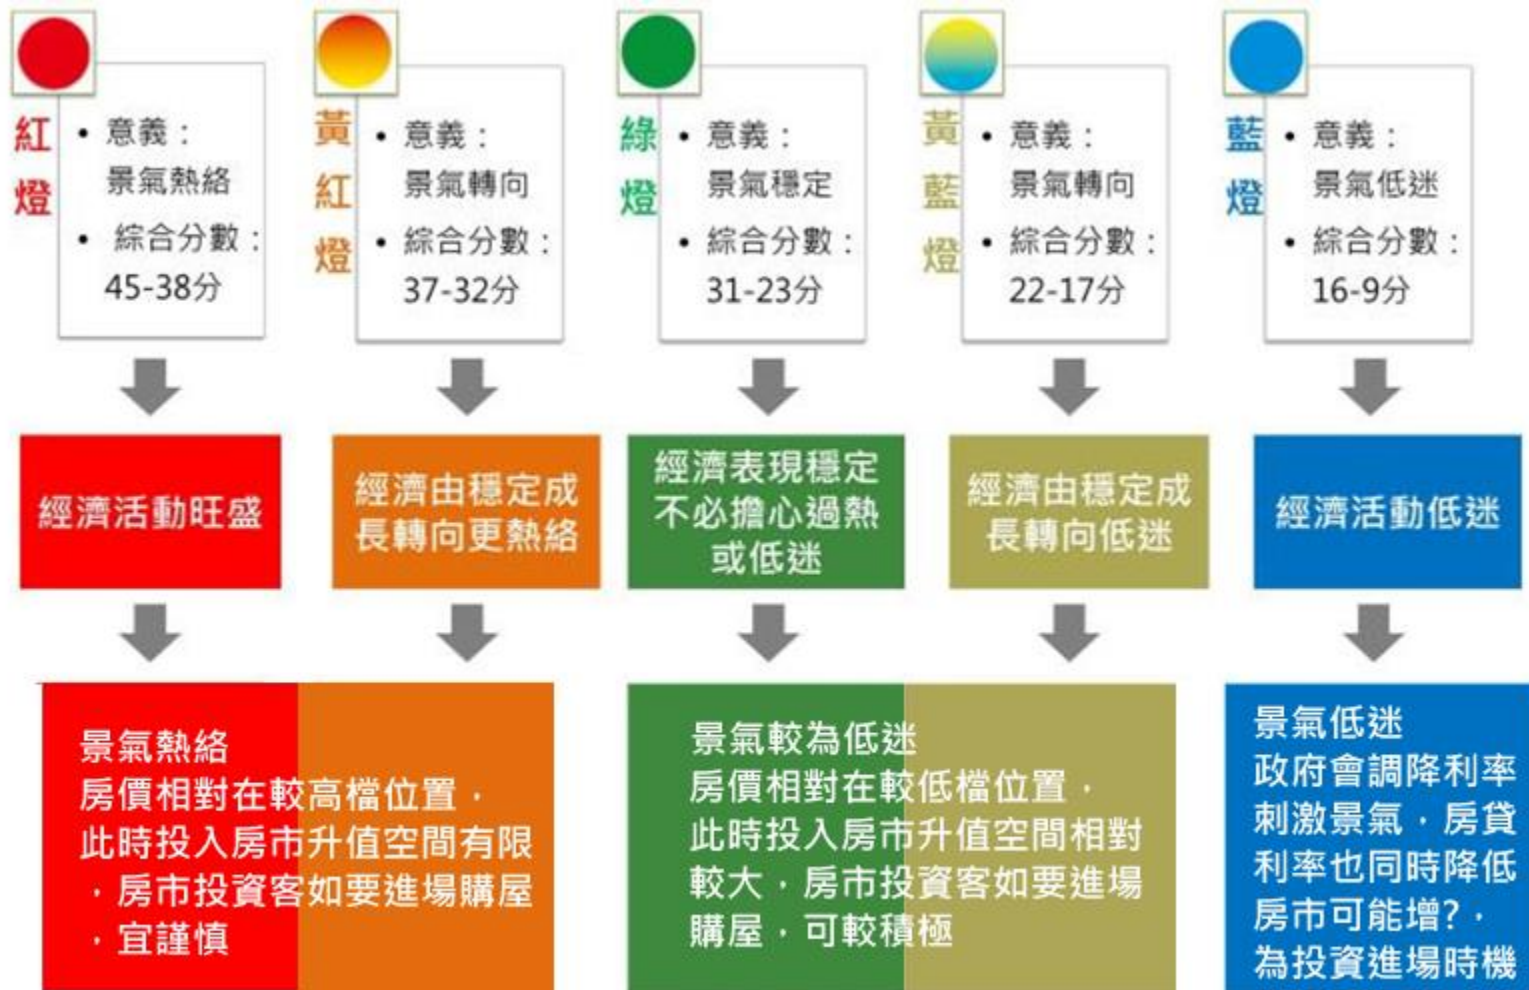 紅燈
• 意義：
景氣熱絡
• 綜合分數：
45-38分
黃紅燈
• 意義：
景氣轉向
• 綜合分數：
37-32分
綠燈
• 意義：
景氣穩定
• 綜合分數：
31-23分
黃藍燈
• 意義：
景氣轉向
• 綜合分數：
22-17分
藍燈
• 意義：
景氣低迷
• 綜合分數：
16-9分
經濟活動旺盛
經濟由穩定成
長轉向更熱絡
經濟表現穩定
不必擔心過熱
或低迷
經濟由穩定成
長轉向低迷
經濟活動低迷
景氣熱絡
房價相對在較高檔位置，
此時投入房市升值空間有限
，房市投資客如要進場購屋
，宜謹慎
景氣較為低迷
房價相對在較低檔位置，
此時投入房市升值空間相對
較大，房市投資客如要進場
購屋，可較積極
景氣低迷
政府會調降利率
刺激景氣，房貸
利率也同時降低
房市可能增?，
為投資進場時機